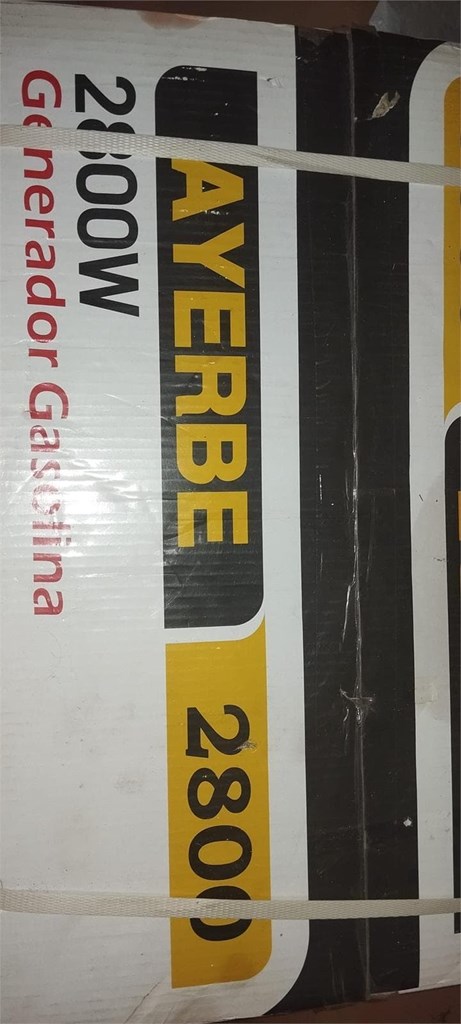 AYERBE 2800
2800W
Generador Gasolina